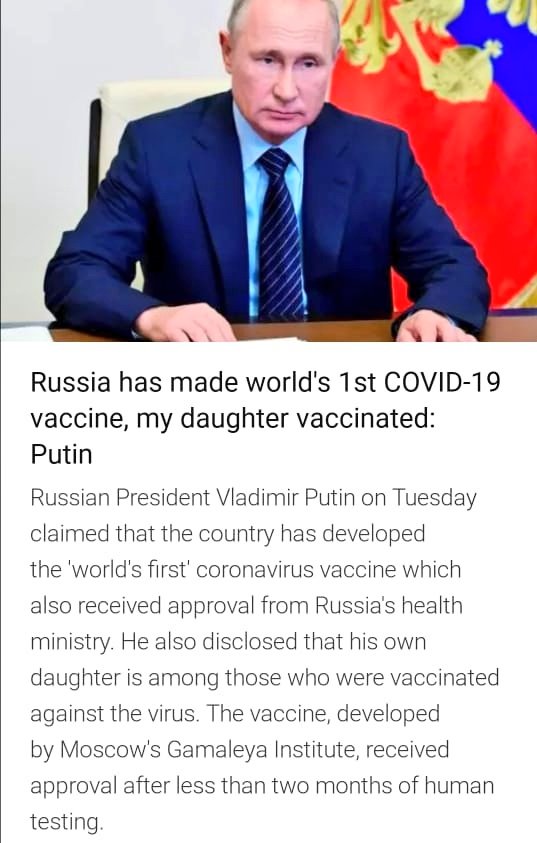 Russia has made world's 1st COVID-19
vaccine, my daughter vaccinated:
Putin
Russian President Vladimir Putin on Tuesday
claimed that the country has developed
the 'world's first' coronavirus vaccine which
also received approval from Russia's health
ministry. He also disclosed that his own
daughter is among those who were vaccinated
against the virus. The vaccine, developed
by Moscow's Gamaleya Institute, received
approval after less than two months of human
testing.